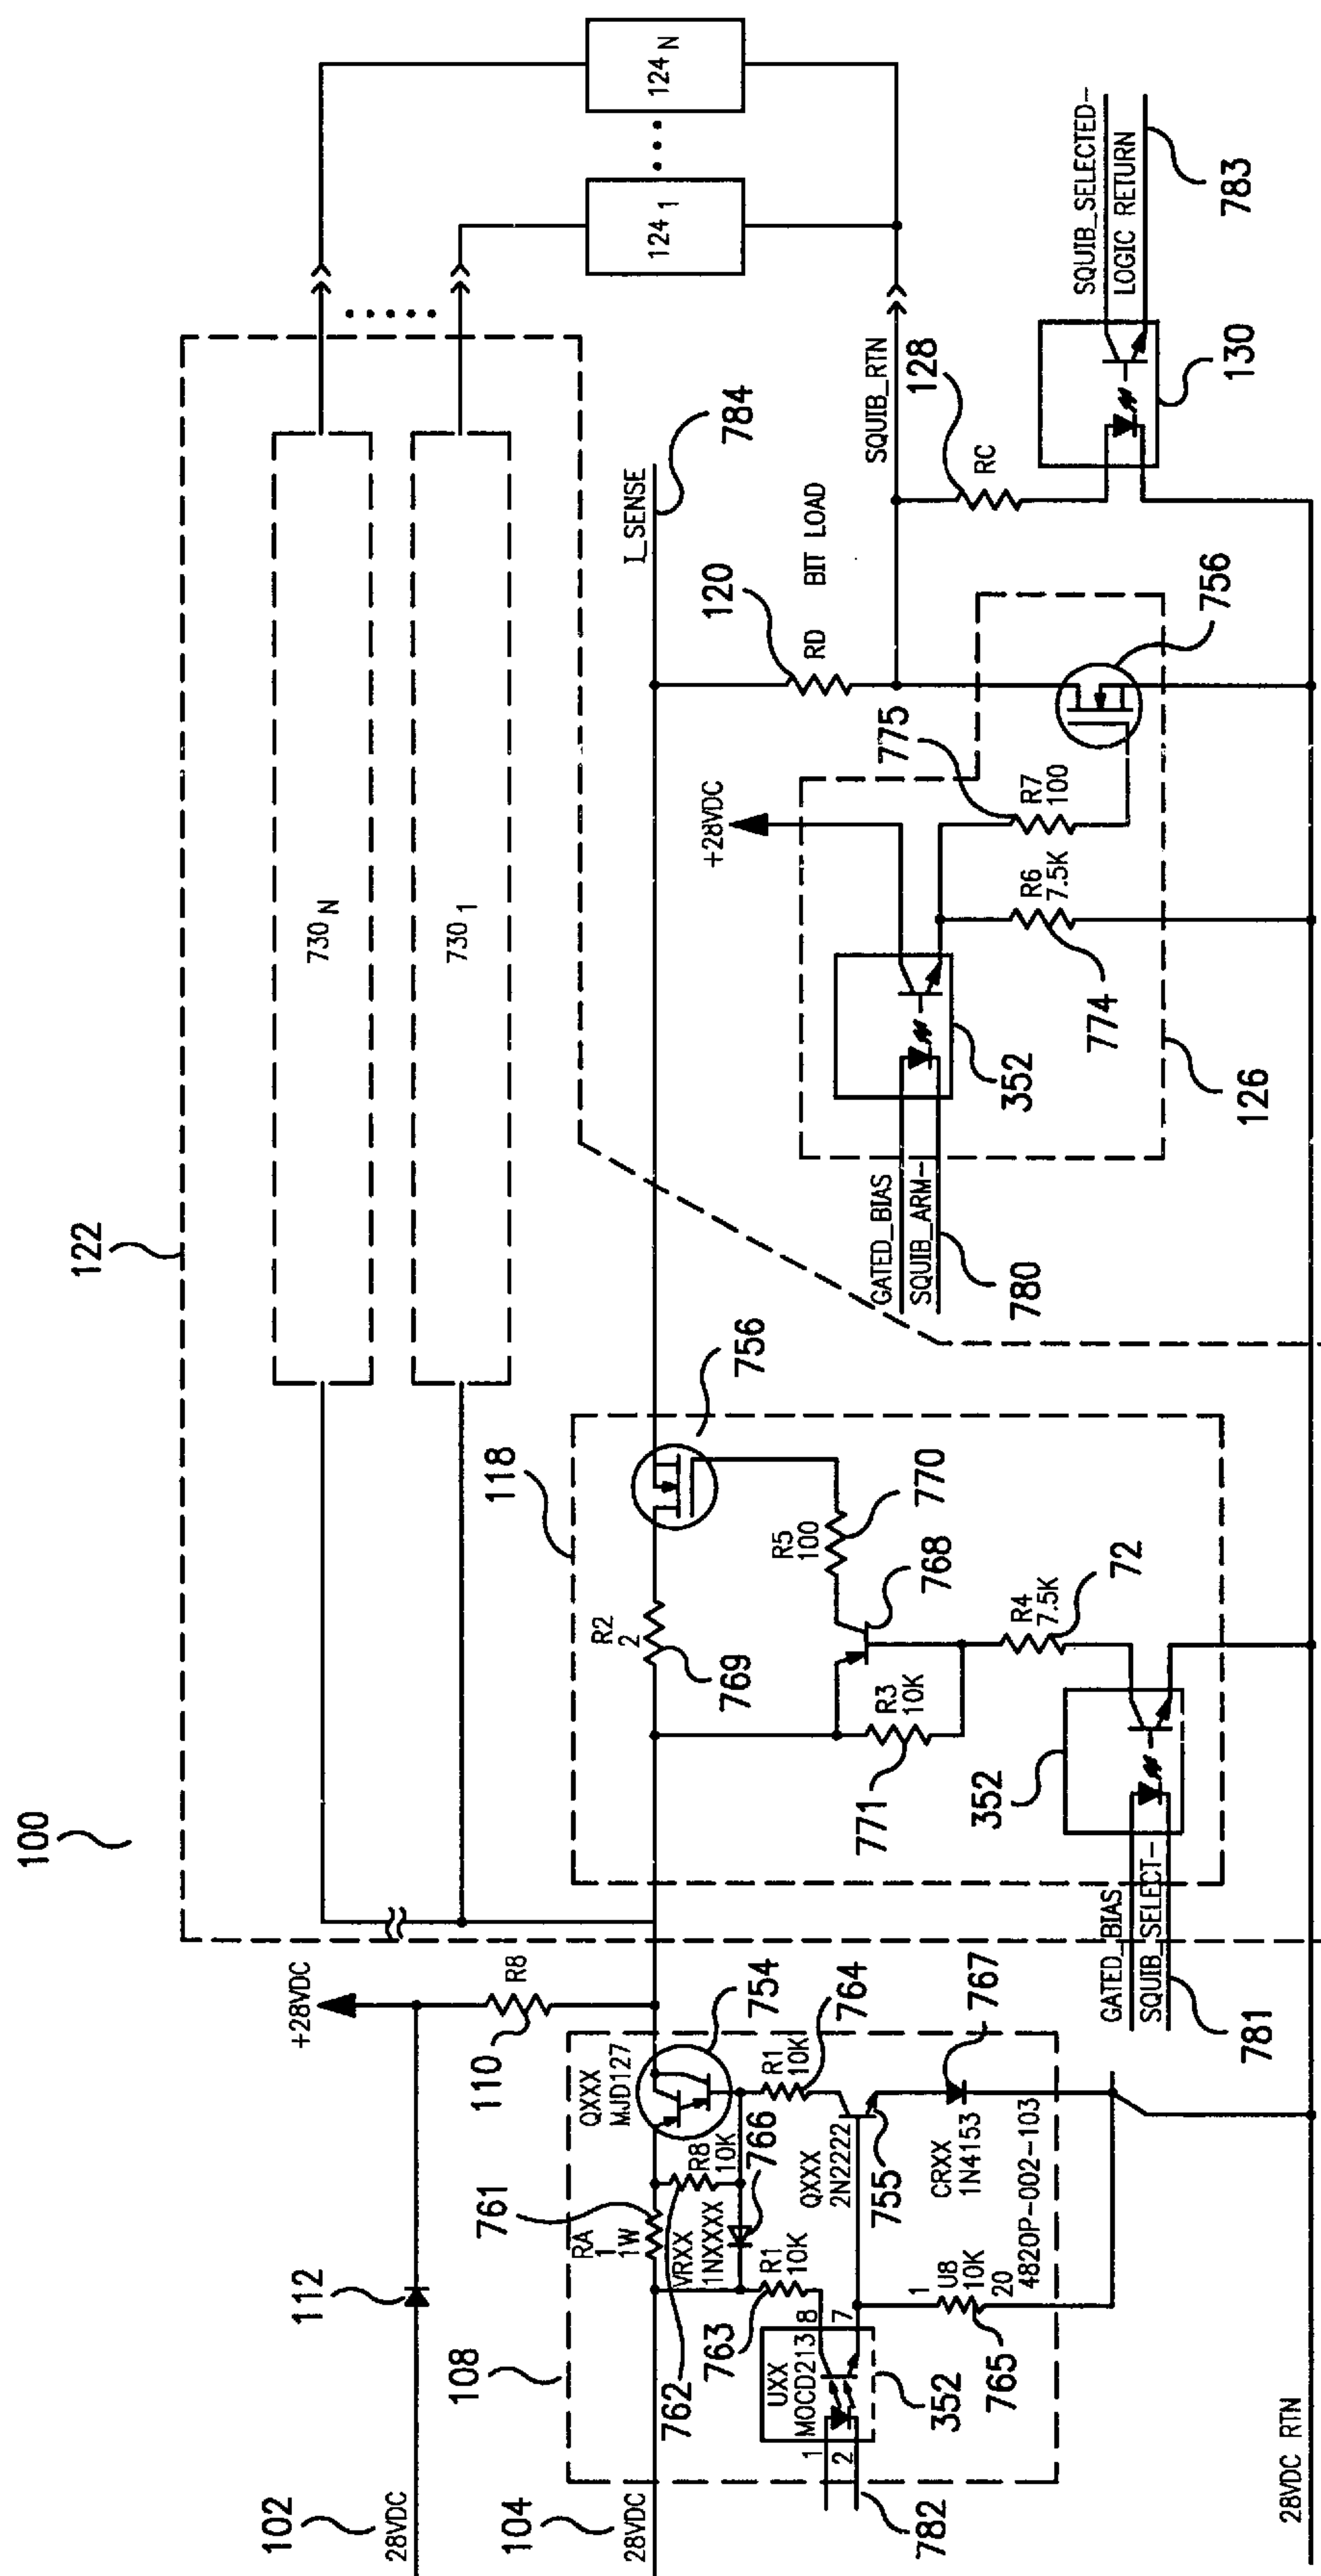 100
122
730 N
730 1
124 N
124 1
102
28VDC
112
+28VDC
110
R8
104
28VDC
108
761
RA
1
1W
762
R8
10K
VRXX
1NXXXX
766
QXXX
MJD127
754
763
R1
10K
R1
10K
764
UXX
MOCD213
8
7
1
2
782
352
QXXX
2N2222
755
CRXX
1N4153
767
1
U8
10K
20
4820P-002-103
765
28VDC RTN
118
R2
2
769
756
R5
100
770
768
R3
10K
771
R4
7.5K
72
352
GATED_BIAS
SQUIB_SELECT-
781
I_SENSE
784
120
RD
BIT LOAD
+28VDC
775
R7
100
R6
7.5K
774
352
GATED_BIAS
SQUIB_ARM-
780
126
756
SQUIB_RTN
128
RC
130
SQUIB_SELECTED-
LOGIC RETURN
783